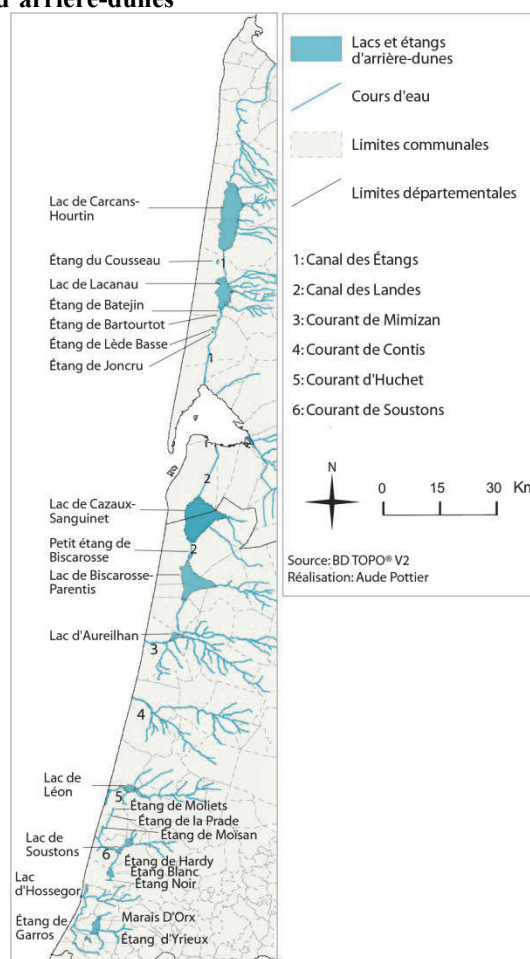 d'arrière-dunes
Lac de Carcans-
Hourtin
Étang du Cousseau
1
Lac de Lacanau
Étang de Batejin
Étang de Bartourtot
Étang de Lède Basse
Étang de Joncru
1
2
Lac de Cazaux-
Sanguinet
Petit étang de
Biscarosse
2
Lac de Biscarosse-
Parentis
Lac d'Aureilhan
3
4
Lac de
Léon
5
Étang de Moliets
Étang de la Prade
Étang de Moïsan
Lac de
Soustons
6
Étang de Hardy
Étang Blanc
Étang Noir
Lac
d'Hossegor
Étang de
Garros
Marais D'Orx
Étang d'Yrieux
Lacs et étangs
d'arrière-dunes
Cours d'eau
Limites communales
Limites départementales
1: Canal des Étangs
2: Canal des Landes
3: Courant de Mimizan
4: Courant de Contis
5: Courant d'Huchet
6: Courant de Soustons
N
0 15 30 Km
Source: BD TOPO® V2
Réalisation: Aude Pottier